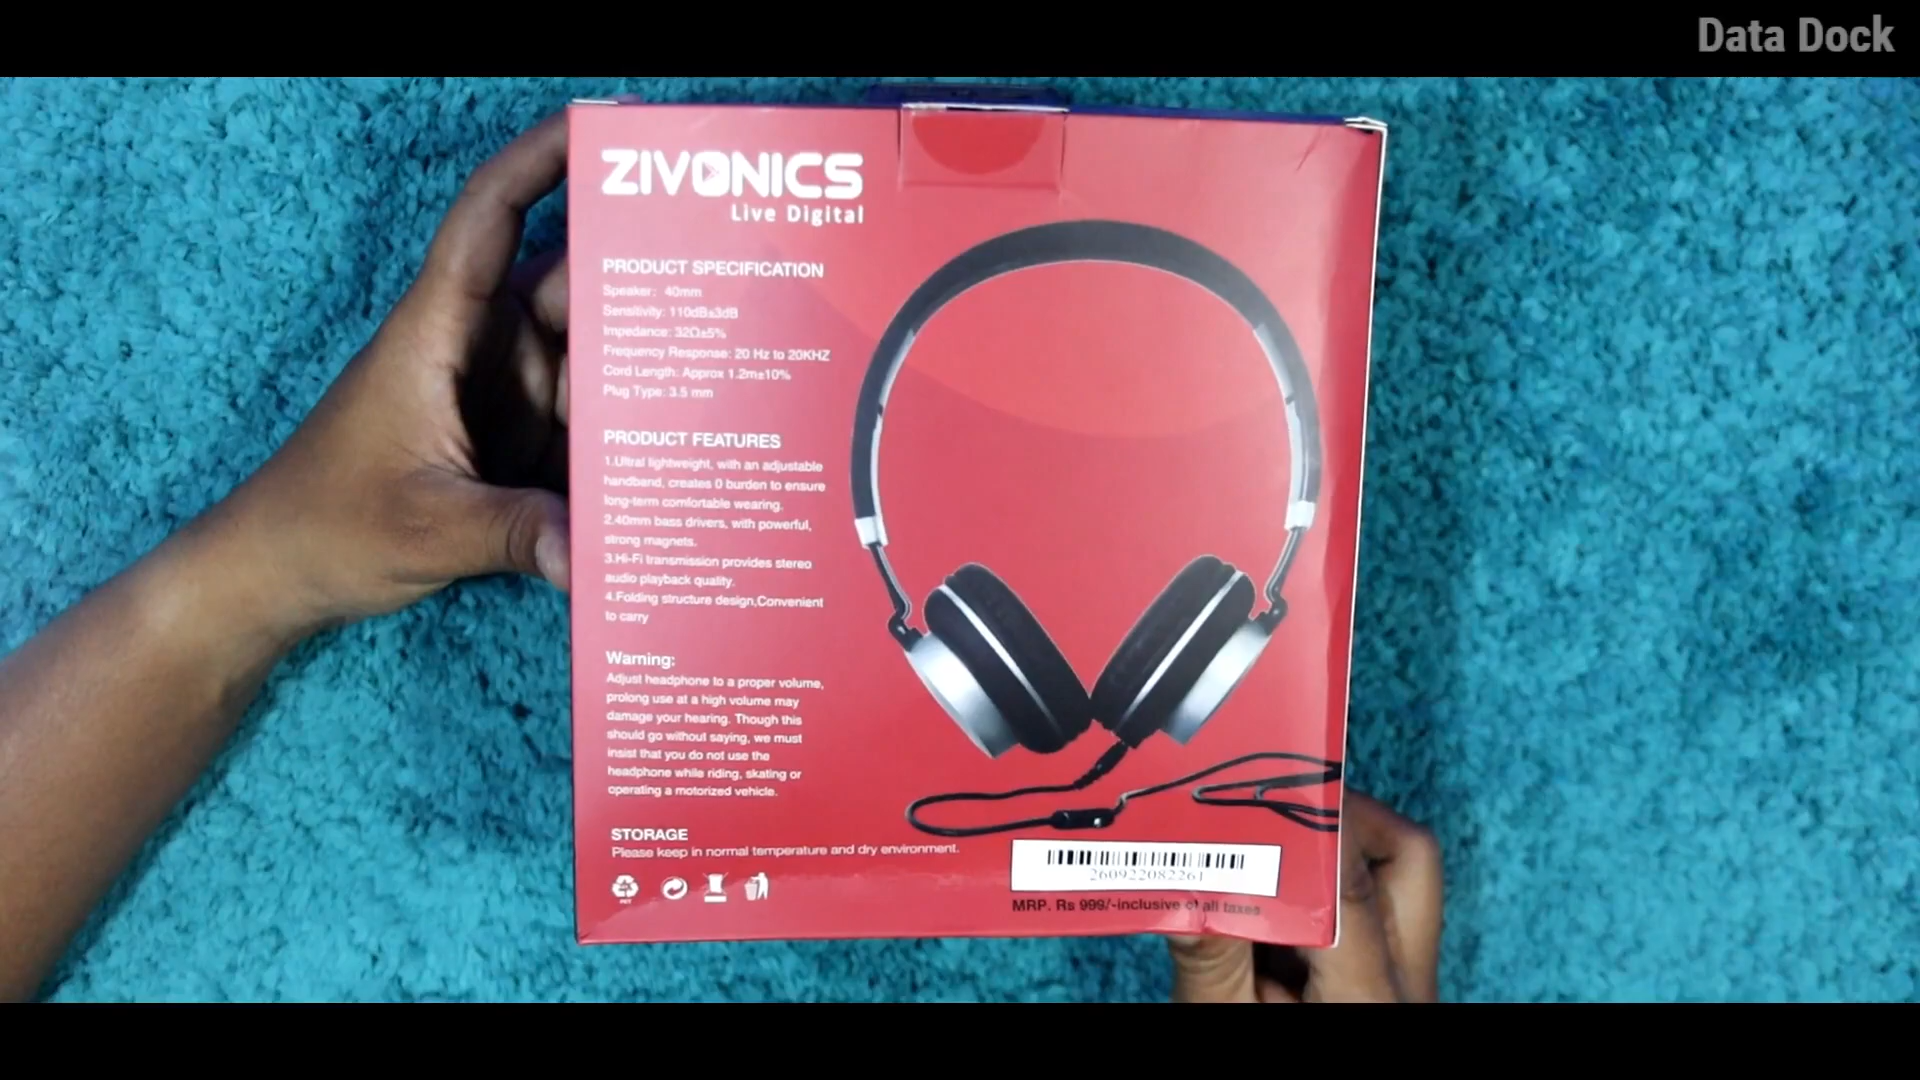 Data Dock
ZIVONICS
Live Digital
PRODUCT SPECIFICATION
Speaker: 40mm
Sensitivity: 110dB±3dB
Impedance: 32Ω±5%
Frequency Response: 20 Hz to 20KHZ
Cord Length: Approx 1.2m±10%
Plug Type: 3.5 mm
PRODUCT FEATURES
1.Ultral lightweight, with an adjustable
handband, creates 0 burden to ensure
long-term comfortable wearing.
2.40mm bass drivers, with powerful,
strong magnets.
3.Hi-Fi transmission provides stereo
audio playback quality.
4.Folding structure design,Convenient
to carry
Warning:
Adjust headphone to a proper volume,
prolong use at a high volume may
damage your hearing. Though this
should go without saying, we must
insist that you do not use the
headphone while riding, skating or
operating a motorized vehicle.
STORAGE
Please keep in normal temperature and dry environment.
260922082261
MRP. Rs 999/-inclusive of all taxes